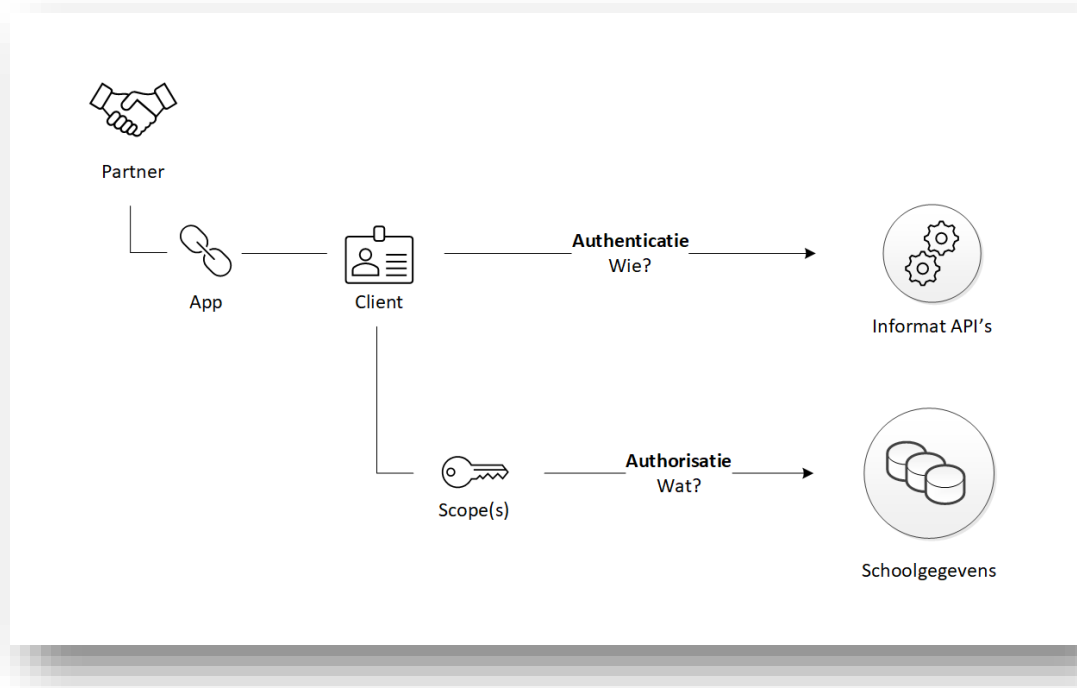 Partner
App
Client
Authenticatie
Wie?
Informat API's
Scope(s)
Authorisatie
Wat?
Schoolgegevens